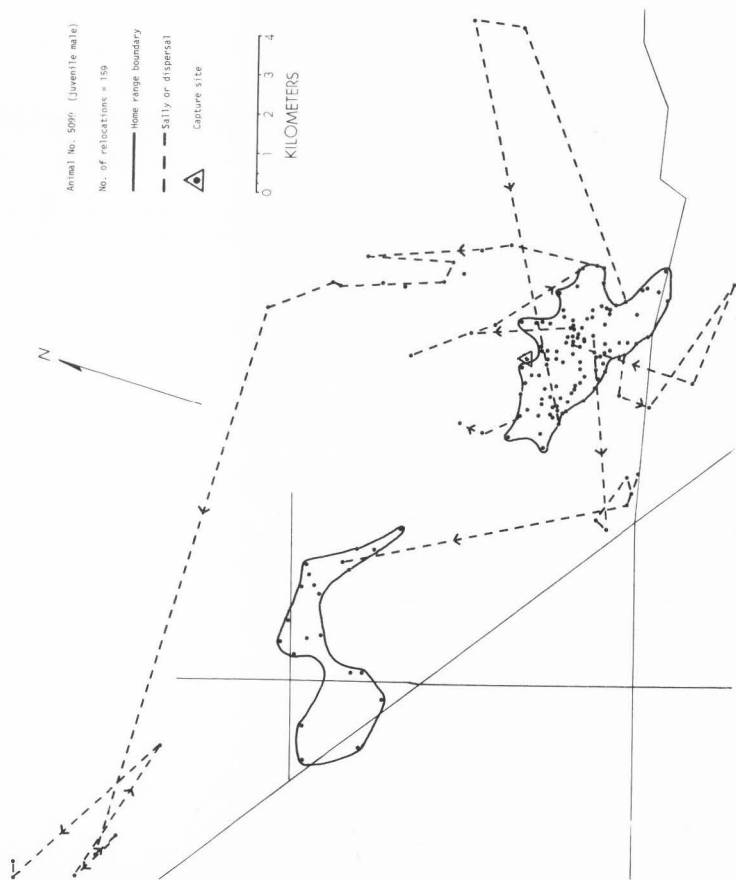 Animal No. 5099 (juvenile male)
No. of relocations = 159
Home range boundary
Sally or dispersal
Capture site
0 1 2 3 4
KILOMETERS
N